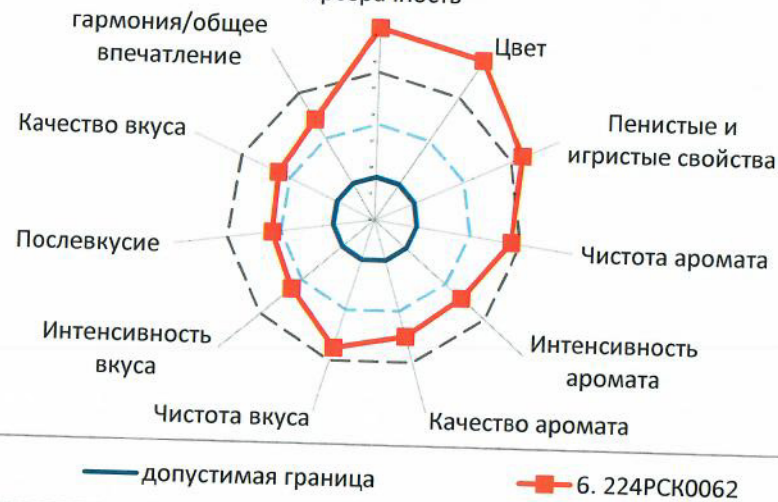 гармония/общее
впечатление
Цвет
Качество вкуса
Пенистые и
игристые свойства
Послевкусие
Чистота аромата
Интенсивность
вкуса
Интенсивность
аромата
Чистота вкуса
Качество аромата
допустимая граница
6. 224РСК0062